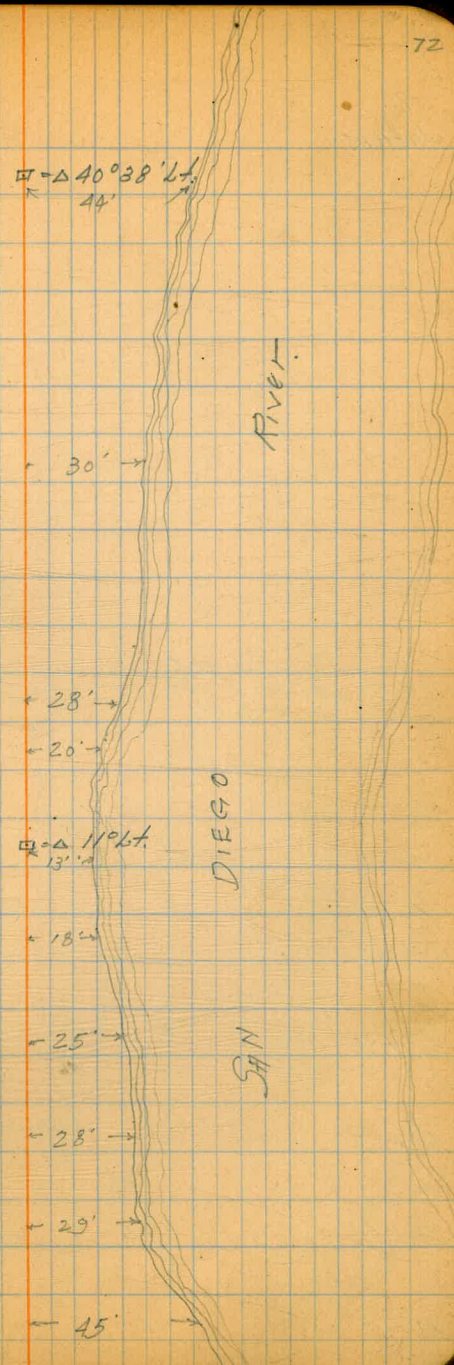 72
⊡ = Δ 40°38' Lt.
44'
River
30'
28'
20'
DIEGO
⊡ = Δ 11° Lt.
13'
18'
25'
SAN
28'
29'
45'